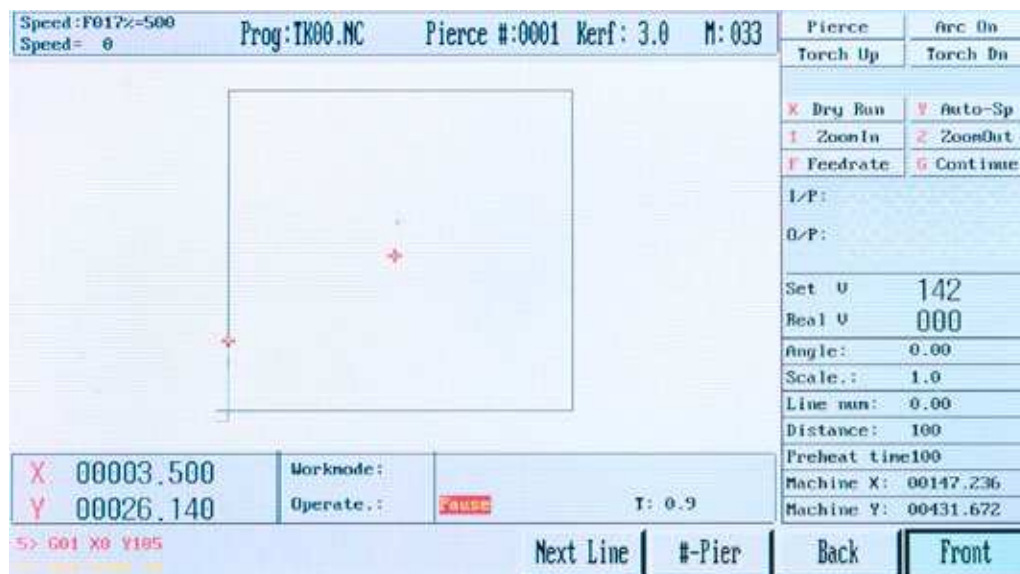 Speed:F017%=500
Speed= 0
Prog:TK00.NC Pierce #:0001 Kerf: 3.0 M:033
Pierce Arc On
Torch Up Torch Dn
X Dry Run Y Auto-Sp
1 ZoomIn 2 ZoomOut
F Feedrate G Continue
I/P:
O/P:
Set V 142
Real V 000
Angle: 0.00
Scale.: 1.0
Line num: 0.00
Distance: 100
Preheat time100
Machine X: 00147.236
Machine Y: 00431.672
X 00003.500
Y 00026.140
Workmode:
Operate.: Pause T: 0.9
5> G01 X0 Y105
Next Line #-Pier Back Front